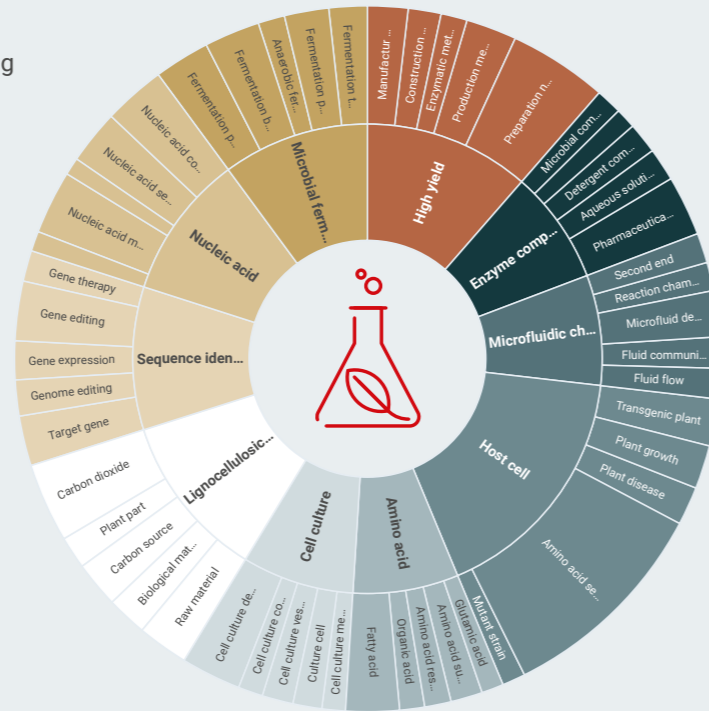 g
High yield
Manufactur ...
Construction ...
Enzymatic met...
Production me...
Preparation n...
Enzyme comp...
Microbial com...
Detergent com...
Aqueous soluti...
Pharmaceutica...
Microfluidic ch...
Second end
Reaction cham...
Microfluid de...
Fluid communi...
Fluid flow
Host cell
Transgenic plant
Plant growth
Plant disease
Amino acid se...
Mutant strain
Amino acid
Glutamic acid
Amino acid su...
Amino acid res...
Organic acid
Fatty acid
Cell culture
Cell culture me...
Culture cell
Cell culture ves...
Cell culture co...
Cell culture de...
Lignocellulosic...
Raw material
Biological mat...
Carbon source
Plant part
Carbon dioxide
Sequence iden...
Target gene
Genome editing
Gene expression
Gene editing
Gene therapy
Nucleic acid
Nucleic acid m...
Nucleic acid se...
Nucleic acid co...
Microbial ferm...
Fermentation p...
Fermentation b...
Anaerobic fer...
Fermentation p...
Fermentation t...